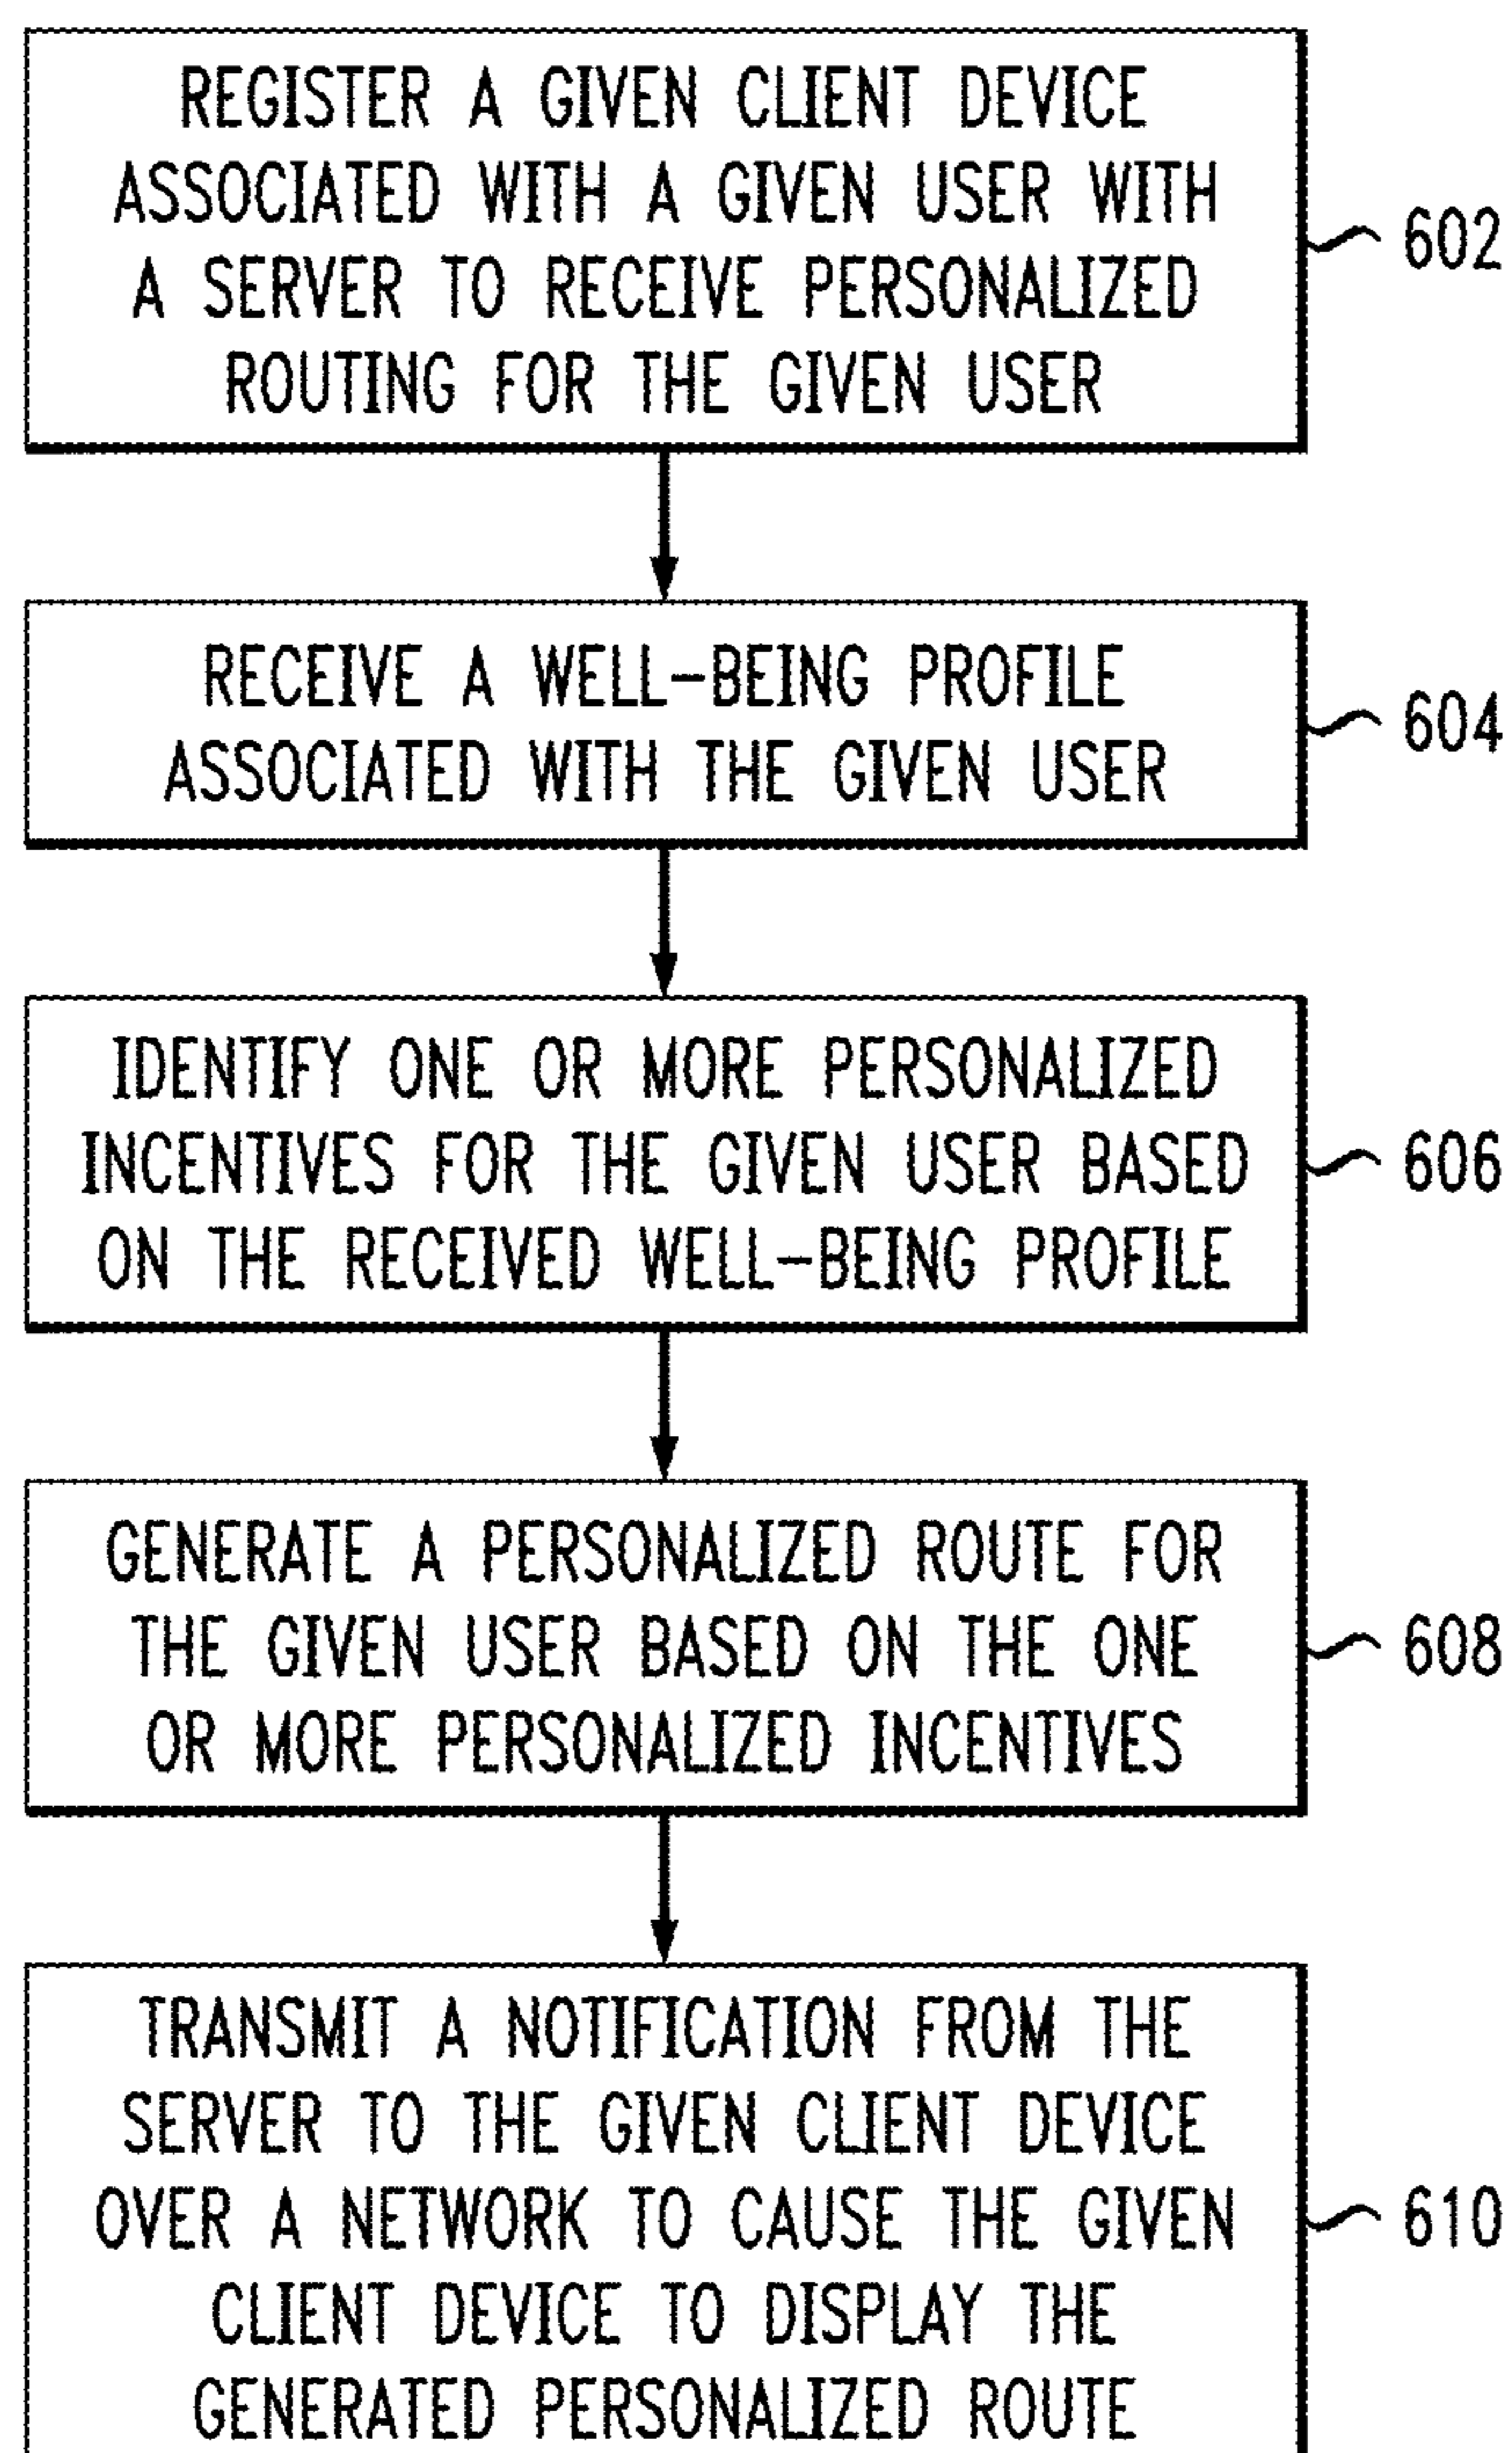 REGISTER A GIVEN CLIENT DEVICE
ASSOCIATED WITH A GIVEN USER WITH
A SERVER TO RECEIVE PERSONALIZED
ROUTING FOR THE GIVEN USER
602
RECEIVE A WELL-BEING PROFILE
ASSOCIATED WITH THE GIVEN USER
604
IDENTIFY ONE OR MORE PERSONALIZED
INCENTIVES FOR THE GIVEN USER BASED
ON THE RECEIVED WELL-BEING PROFILE
606
GENERATE A PERSONALIZED ROUTE FOR
THE GIVEN USER BASED ON THE ONE
OR MORE PERSONALIZED INCENTIVES
608
TRANSMIT A NOTIFICATION FROM THE
SERVER TO THE GIVEN CLIENT DEVICE
OVER A NETWORK TO CAUSE THE GIVEN
CLIENT DEVICE TO DISPLAY THE
GENERATED PERSONALIZED ROUTE
610